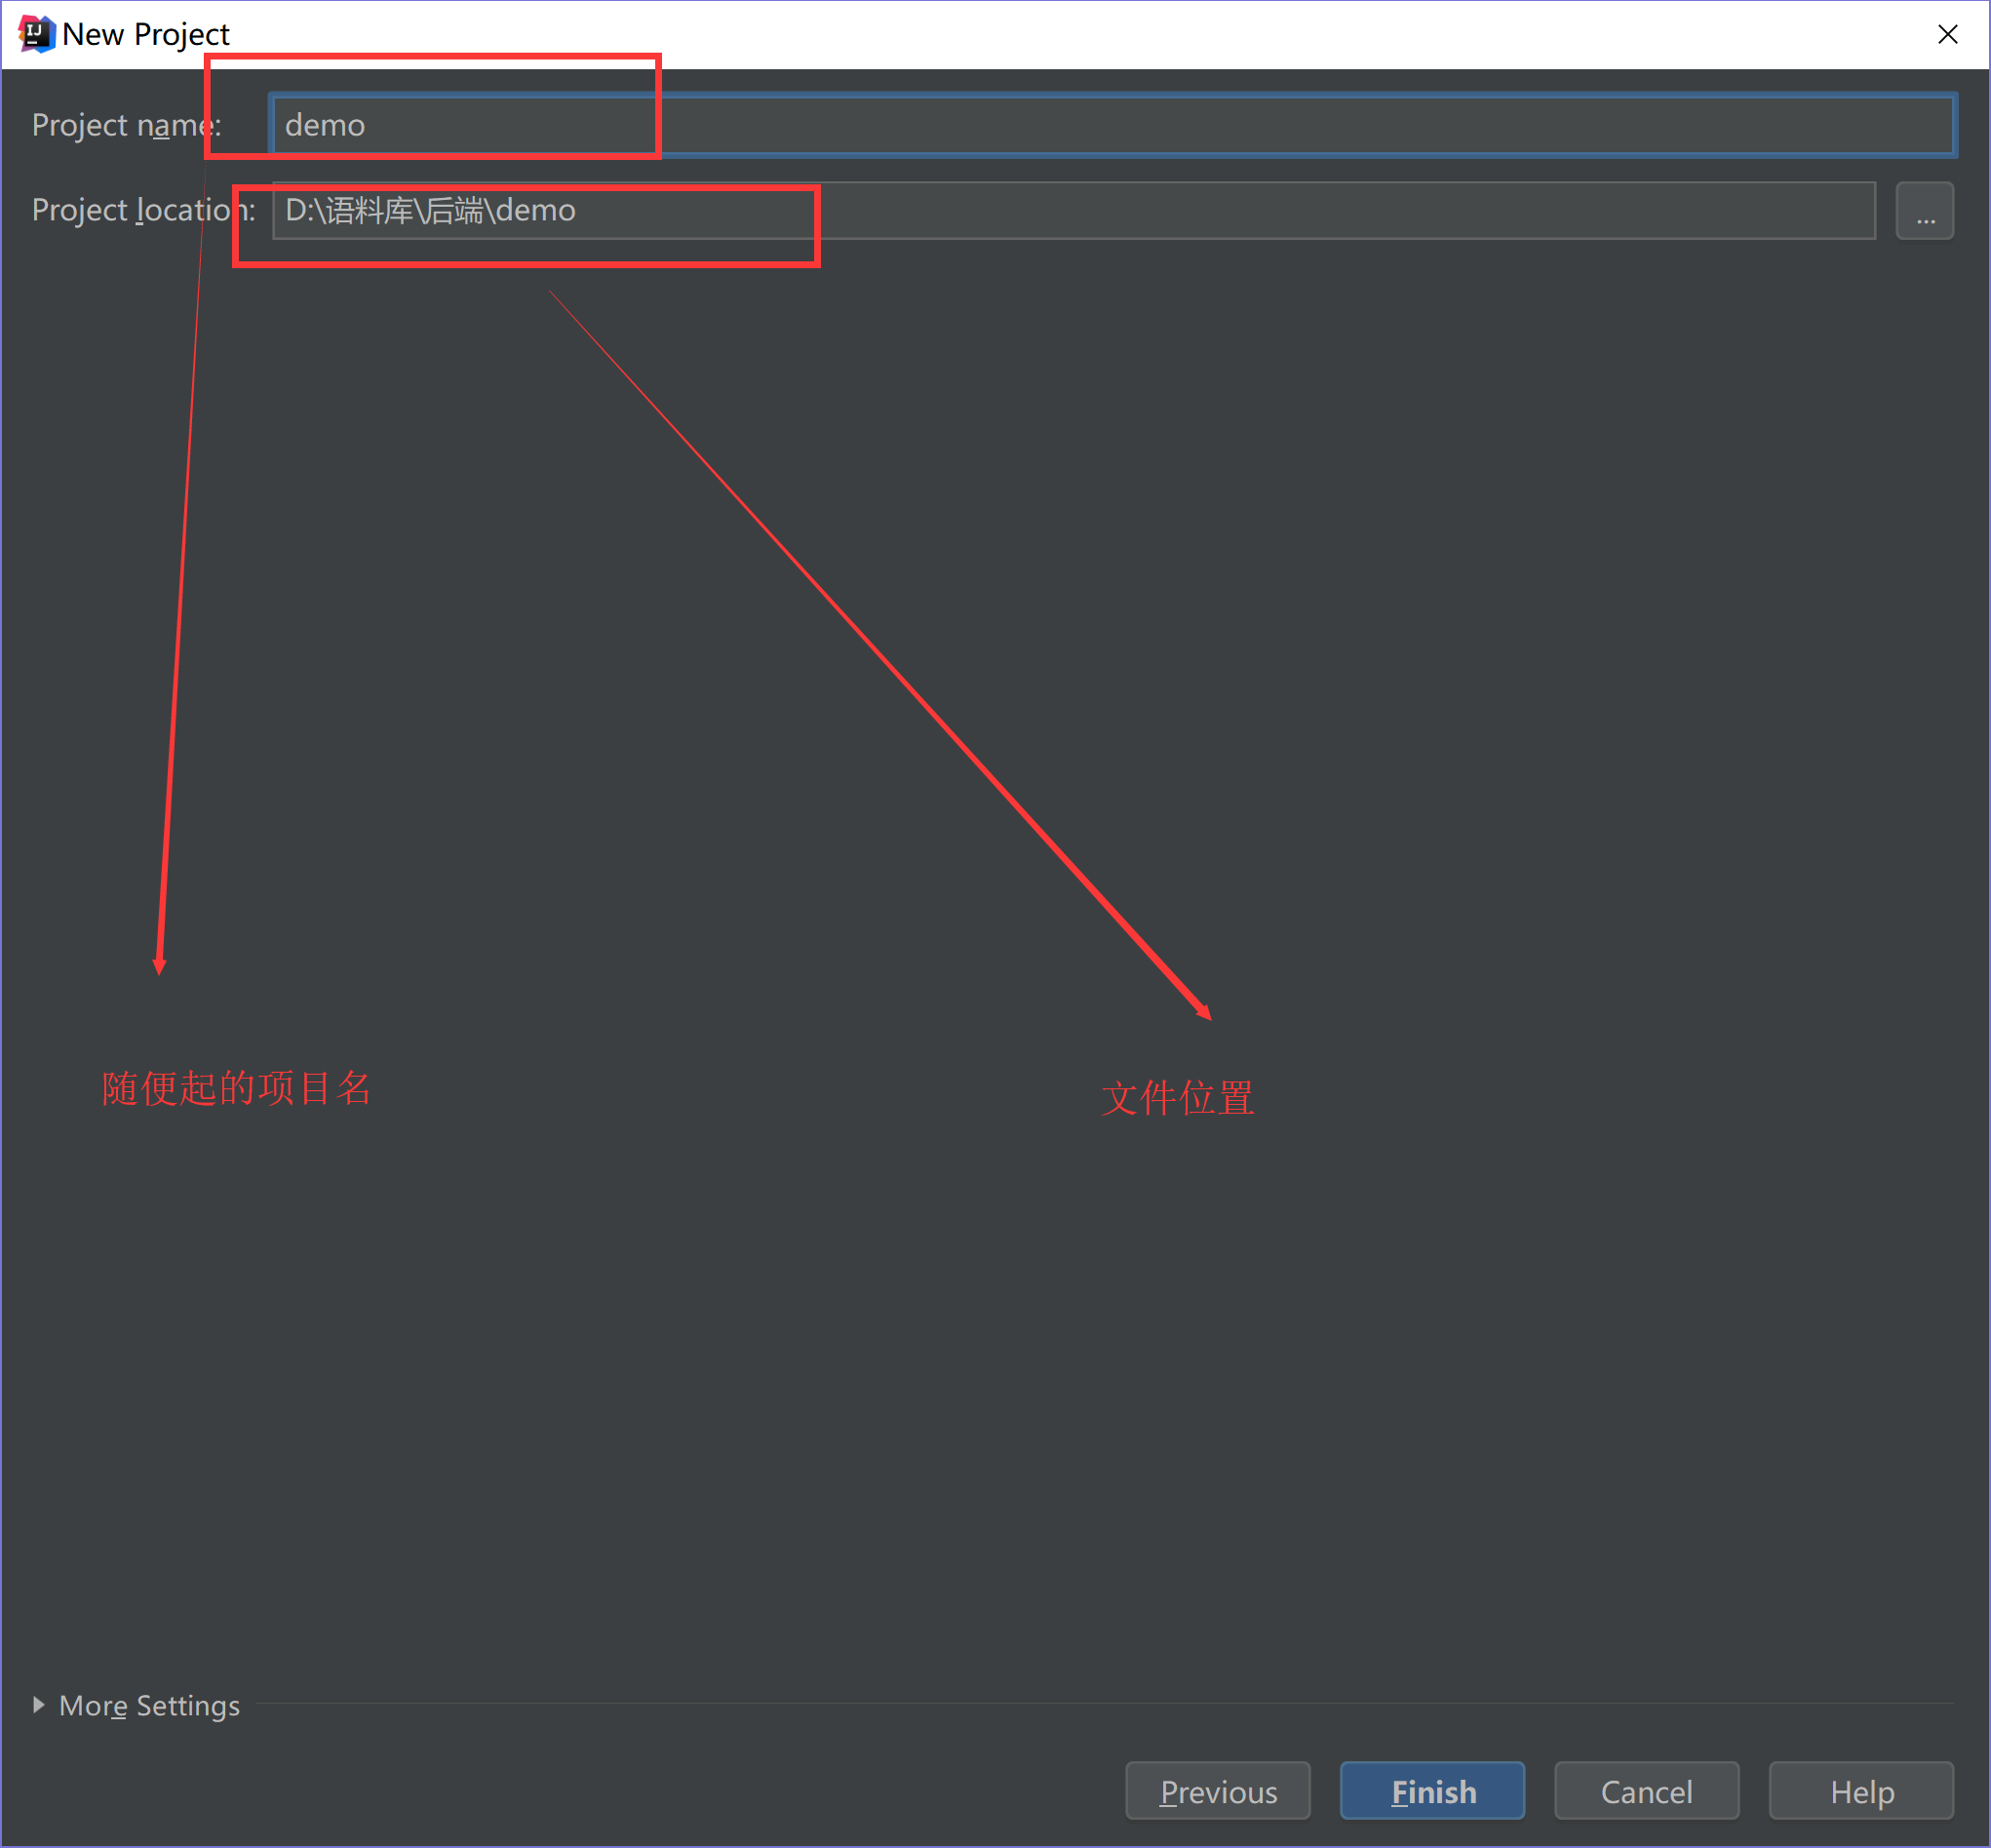 IJ
New Project
Project name: demo
Project location: D:\语料库\后端\demo
...
随便起的项目名
文件位置
More Settings
Previous Finish Cancel Help